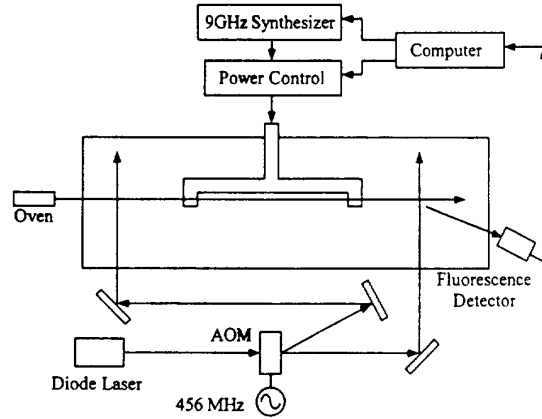 9GHz Synthesizer
Computer
Power Control
Oven
Fluorescence
Detector
AOM
Diode Laser
456 MHz